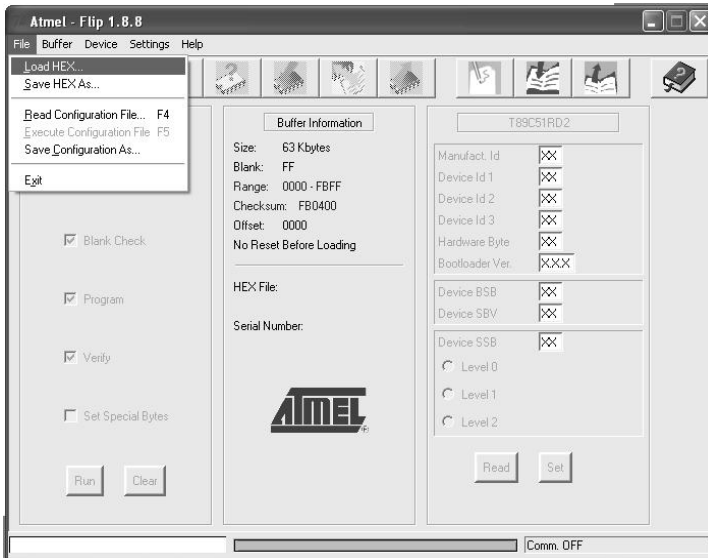 Atmel - Flip 1.8.8
File Buffer Device Settings Help
Load HEX...
Save HEX As...
Read Configuration File... F4
Execute Configuration File F5
Save Configuration As...
Exit
Blank Check
Program
Verify
Set Special Bytes
Run Clear
Buffer Information
Size: 63 Kbytes
Blank: FF
Range: 0000 - FBFF
Checksum: FB0400
Offset: 0000
No Reset Before Loading
HEX File:
Serial Number:
ATMEL®
T89C51RD2
Manufact. Id XX
Device Id 1 XX
Device Id 2 XX
Device Id 3 XX
Hardware Byte XX
Bootloader Ver. XXX
Device BSB XX
Device SBV XX
Device SSB XX
Level 0
Level 1
Level 2
Read Set
Comm. OFF